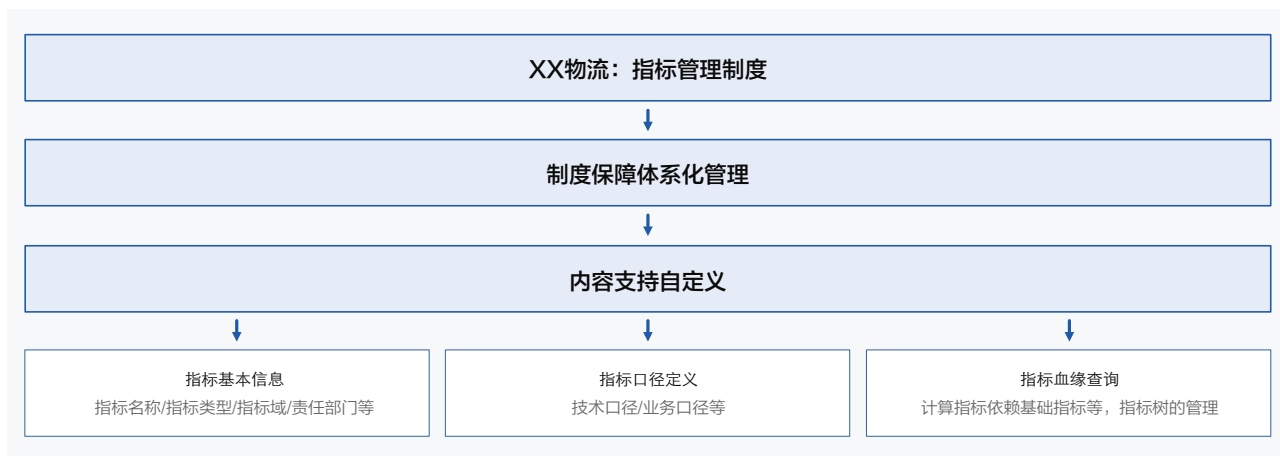 XX物流：指标管理制度
制度保障体系化管理
内容支持自定义
指标基本信息
指标名称/指标类型/指标域/责任部门等
指标口径定义
技术口径/业务口径等
指标血缘查询
计算指标依赖基础指标等，指标树的管理